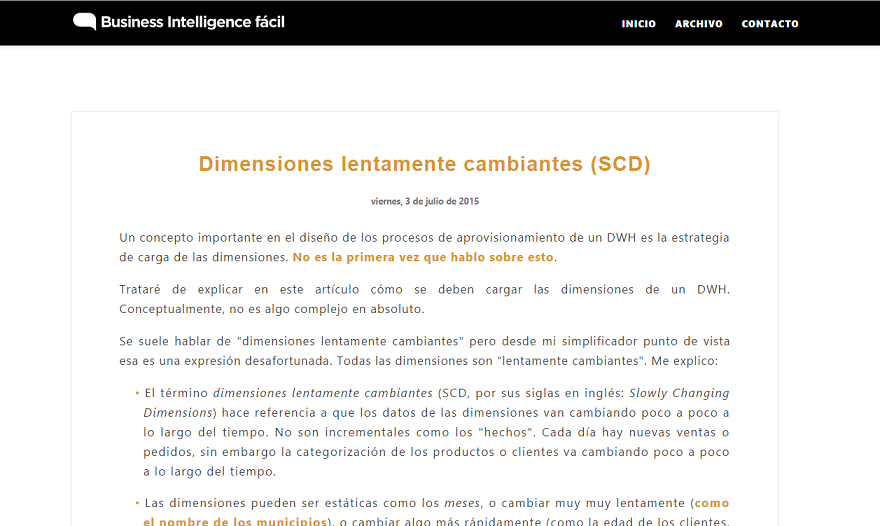 Business Intelligence fácil
INICIO ARCHIVO CONTACTO
Dimensiones lentamente cambiantes (SCD)
viernes, 3 de julio de 2015
Un concepto importante en el diseño de los procesos de aprovisionamiento de un DWH es la estrategia
de carga de las dimensiones. No es la primera vez que hablo sobre esto.
Trataré de explicar en este artículo cómo se deben cargar las dimensiones de un DWH.
Conceptualmente, no es algo complejo en absoluto.
Se suele hablar de "dimensiones lentamente cambiantes" pero desde mi simplificador punto de vista
esa es una expresión desafortunada. Todas las dimensiones son "lentamente cambiantes". Me explico:
• El término dimensiones lentamente cambiantes (SCD, por sus siglas en inglés: Slowly Changing
Dimensions) hace referencia a que los datos de las dimensiones van cambiando poco a poco a
lo largo del tiempo. No son incrementales como los "hechos". Cada día hay nuevas ventas o
pedidos, sin embargo la categorización de los productos o clientes va cambiando poco a poco
a lo largo del tiempo.
• Las dimensiones pueden ser estáticas como los meses, o cambiar muy muy lentamente (como
el nombre de los municipios), o cambiar algo más rápidamente (como la edad de los clientes,